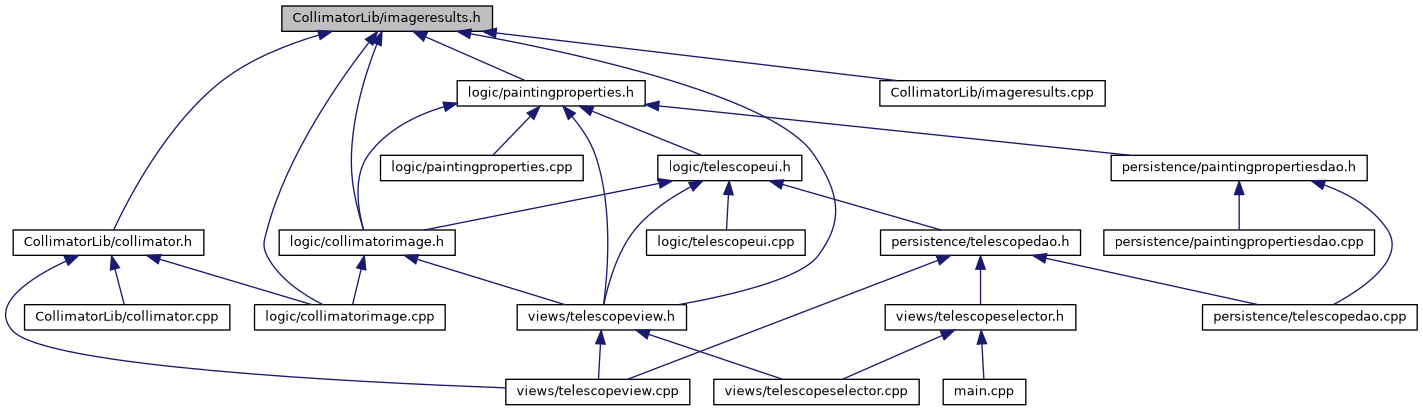 CollimatorLib/imageresults.h
logic/paintingproperties.h
CollimatorLib/imageresults.cpp
logic/paintingproperties.cpp
logic/telescopeui.h
persistence/paintingpropertiesdao.h
CollimatorLib/collimator.h
logic/collimatorimage.h
logic/telescopeui.cpp
persistence/telescopedao.h
persistence/paintingpropertiesdao.cpp
CollimatorLib/collimator.cpp
logic/collimatorimage.cpp
views/telescopeview.h
views/telescopeselector.h
persistence/telescopedao.cpp
views/telescopeview.cpp
views/telescopeselector.cpp
main.cpp